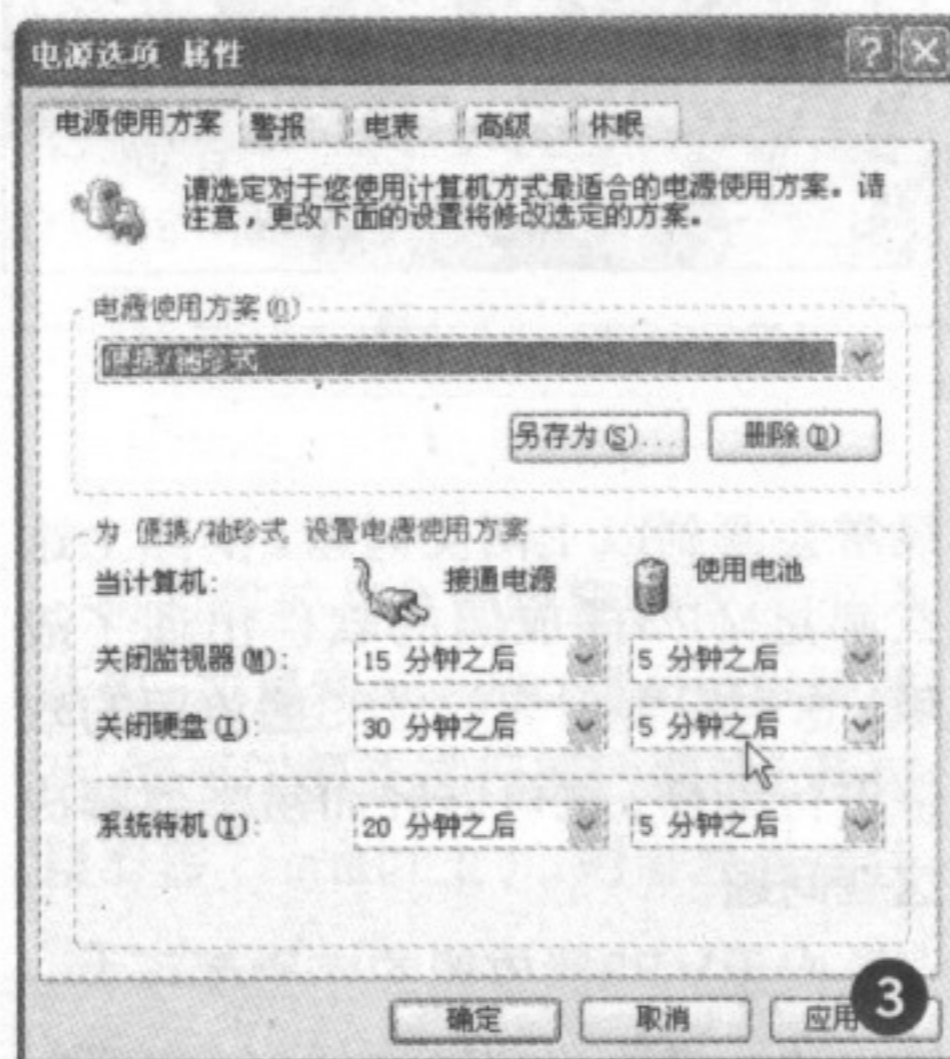 电源选项 属性
电源使用方案 警报 电表 高级 休眠
请选定对于您使用计算机方式最适合的电源使用方案。请
注意，更改下面的设置将修改选定的方案。
电源使用方案(O)
便携/袖珍式
另存为(S)... 删除(D)
为 便携/袖珍式 设置电源使用方案
当计算机: 接通电源 使用电池
关闭监视器(M): 15 分钟之后 5 分钟之后
关闭硬盘(I): 30 分钟之后 5 分钟之后
系统待机(T): 20 分钟之后 5 分钟之后
确定 取消 应用
3